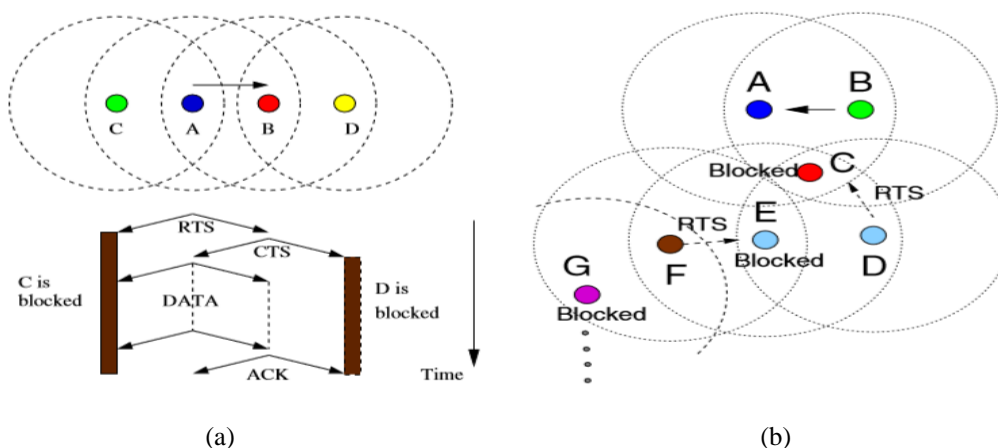 C A B D
RTS
CTS
C is
blocked
DATA
D is
blocked
ACK
Time
(a)
A B
Blocked C
RTS
RTS E
F Blocked D
G
Blocked
(b)